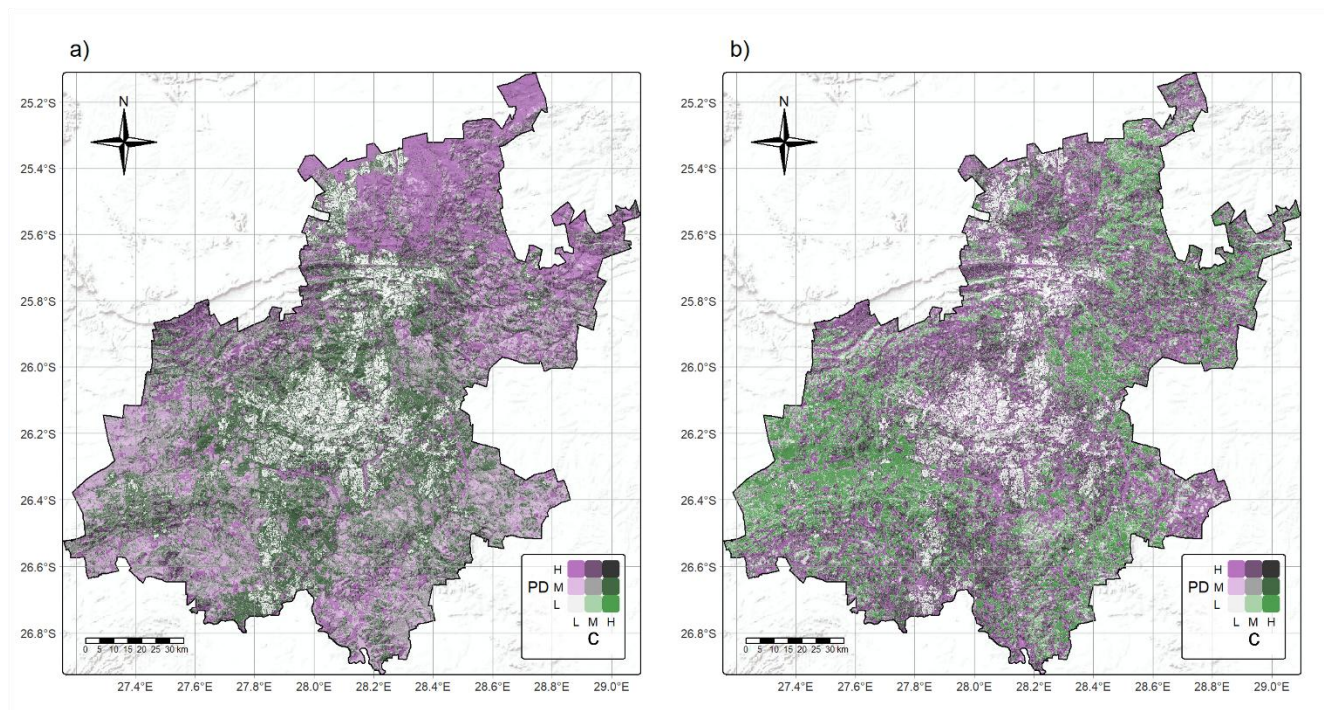 a)
N
25.2°S
25.4°S
25.6°S
25.8°S
26.0°S
26.2°S
26.4°S
26.6°S
26.8°S
H
PD M
L
L M H
C
0 5 10 15 20 25 30 km
27.4°E 27.6°E 27.8°E 28.0°E 28.2°E 28.4°E 28.6°E 28.8°E 29.0°E
b)
N
25.2°S
25.4°S
25.6°S
25.8°S
26.0°S
26.2°S
26.4°S
26.6°S
26.8°S
H
PD M
L
L M H
C
0 5 10 15 20 25 30 km
27.4°E 27.6°E 27.8°E 28.0°E 28.2°E 28.4°E 28.6°E 28.8°E 29.0°E